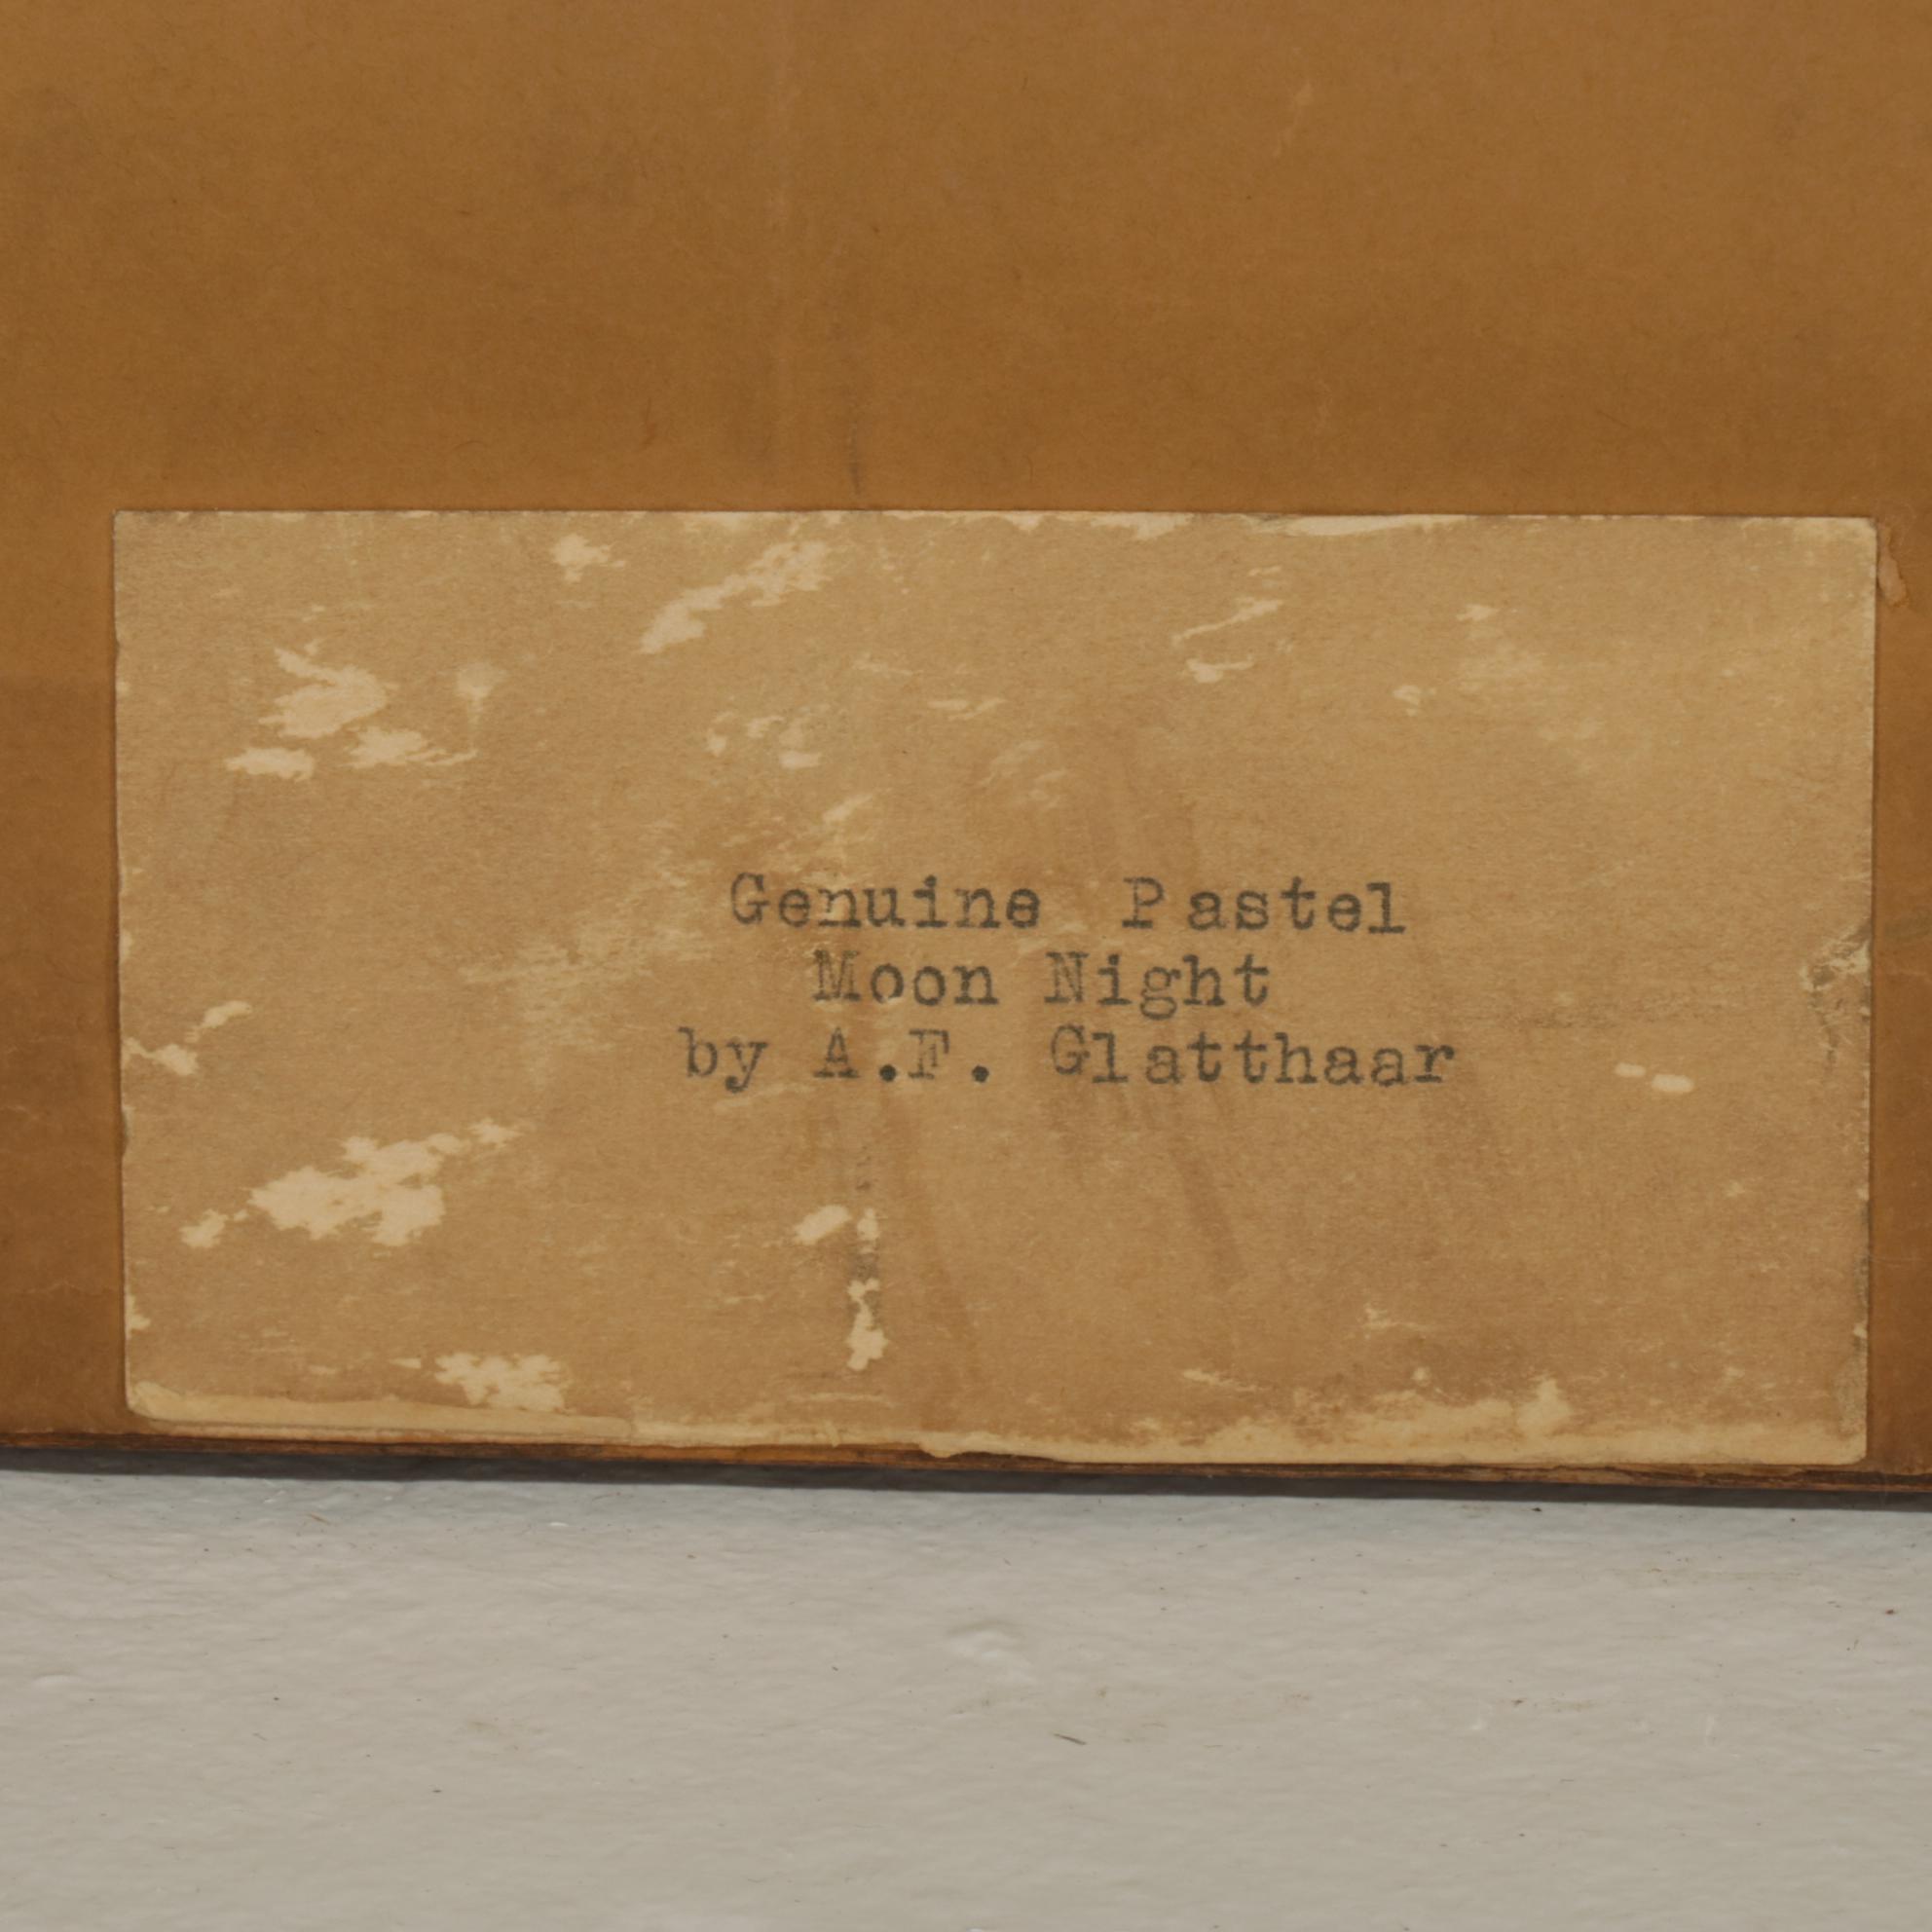 Genuine Pastel
Moon Night
by A.F. Glatthaar